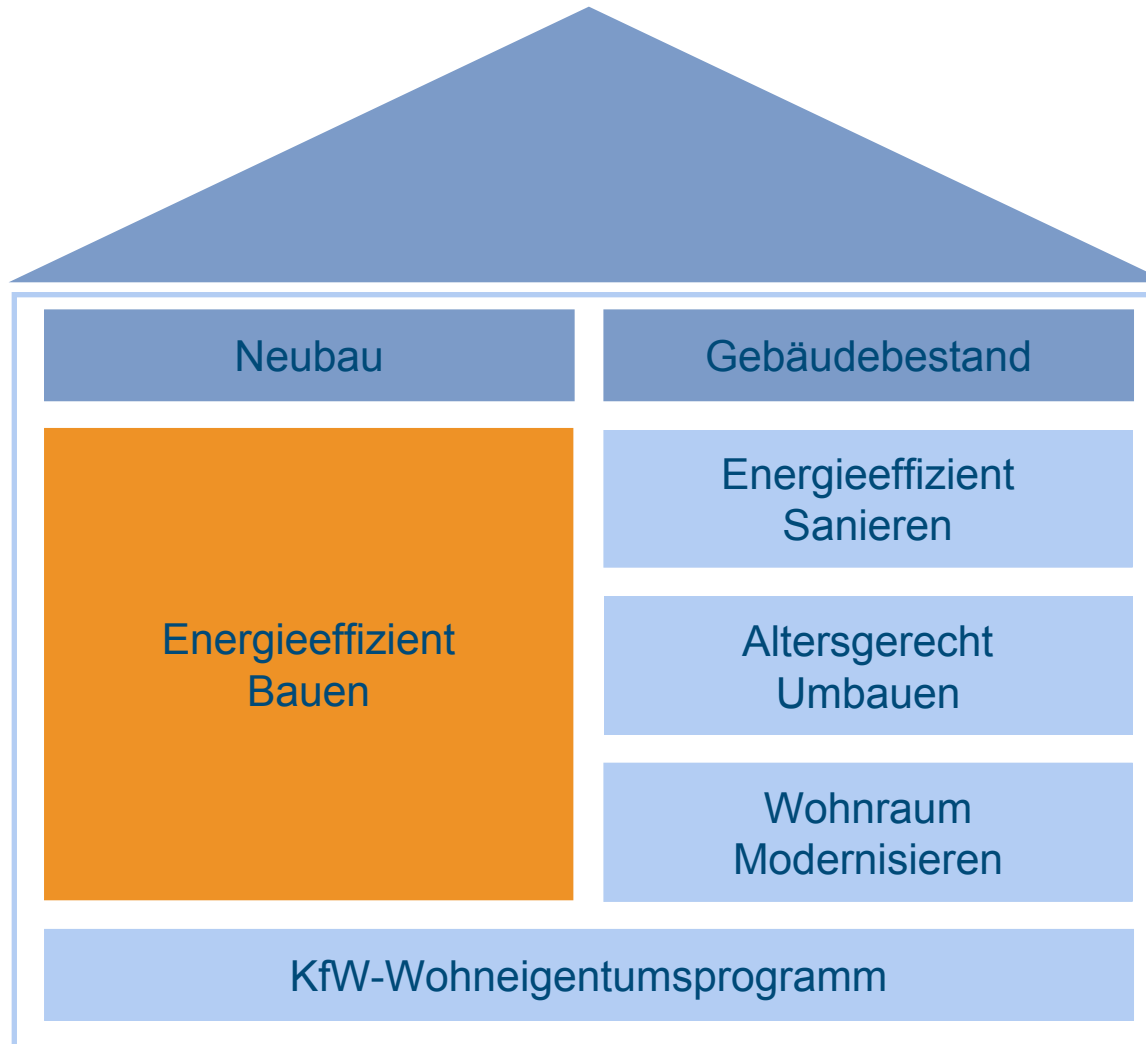 Neubau
Gebäudebestand
Energieeffizient
Bauen
Energieeffizient
Sanieren
Altersgerecht
Umbauen
Wohnraum
Modernisieren
KfW-Wohneigentumsprogramm